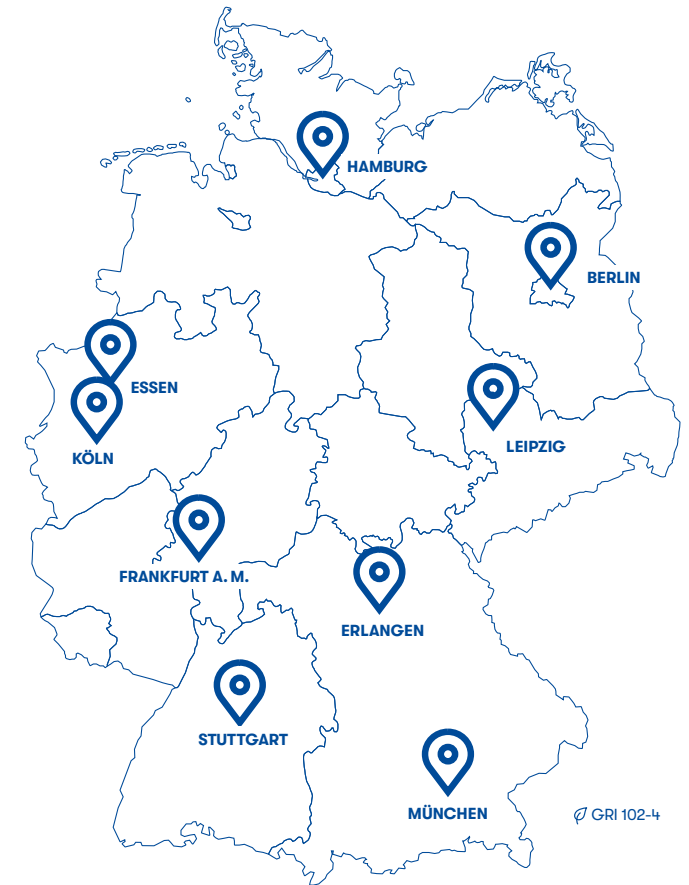 HAMBURG
BERLIN
ESSEN
KÖLN
LEIPZIG
FRANKFURT A. M.
ERLANGEN
STUTTGART
MÜNCHEN
GRI 102-4